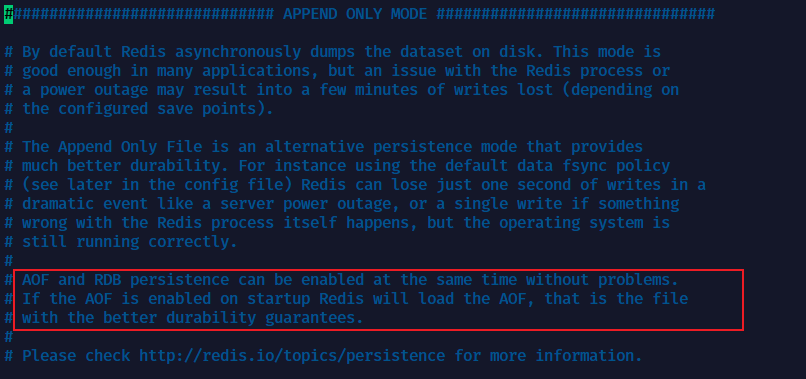 ############################## APPEND ONLY MODE ###############################
# By default Redis asynchronously dumps the dataset on disk. This mode is
# good enough in many applications, but an issue with the Redis process or
# a power outage may result into a few minutes of writes lost (depending on
# the configured save points).
#
# The Append Only File is an alternative persistence mode that provides
# much better durability. For instance using the default data fsync policy
# (see later in the config file) Redis can lose just one second of writes in a
# dramatic event like a server power outage, or a single write if something
# wrong with the Redis process itself happens, but the operating system is
# still running correctly.
#
# AOF and RDB persistence can be enabled at the same time without problems.
# If the AOF is enabled on startup Redis will load the AOF, that is the file
# with the better durability guarantees.
#
# Please check http://redis.io/topics/persistence for more information.